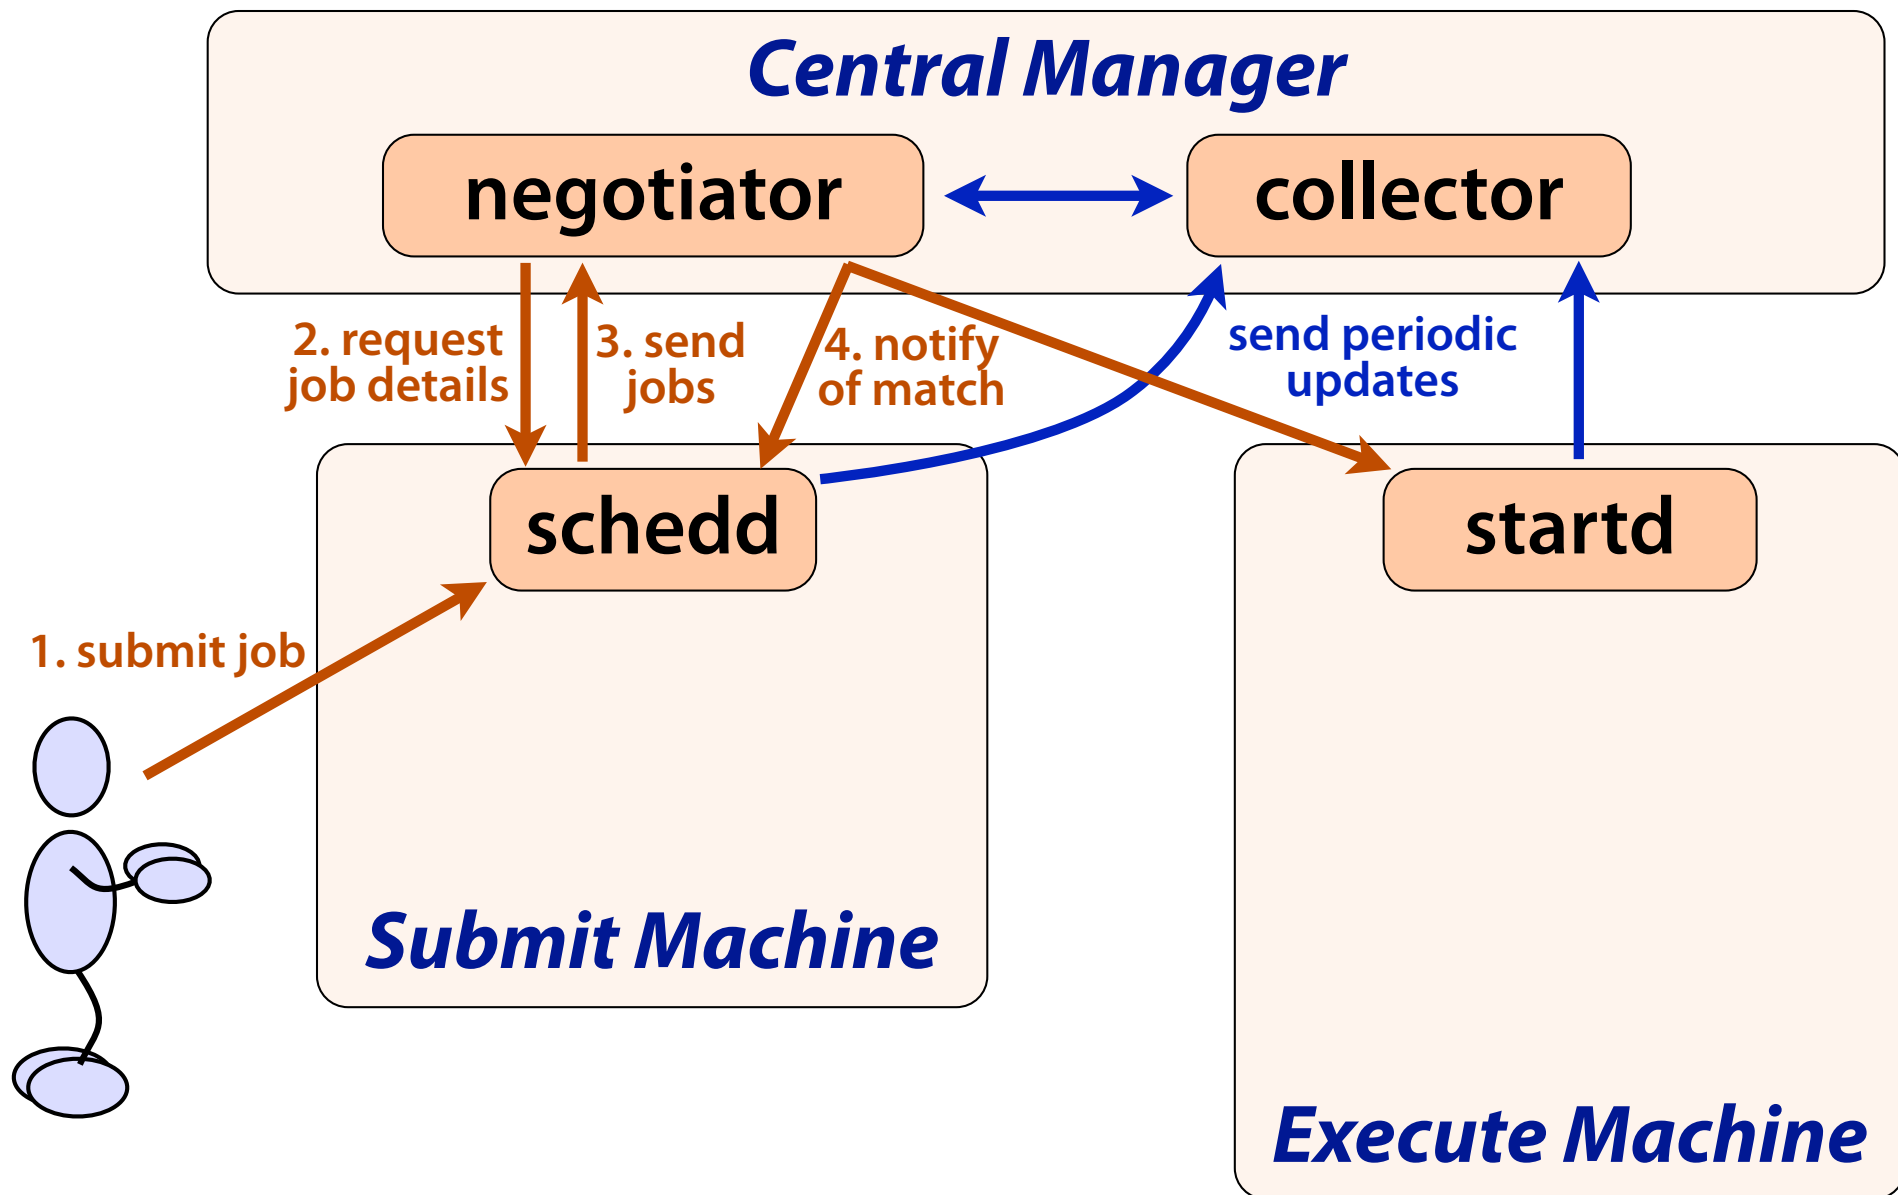 Central Manager
negotiator
collector
2. request
job details
3. send
jobs
4. notify
of match
send periodic
updates
schedd
startd
1. submit job
Submit Machine
Execute Machine